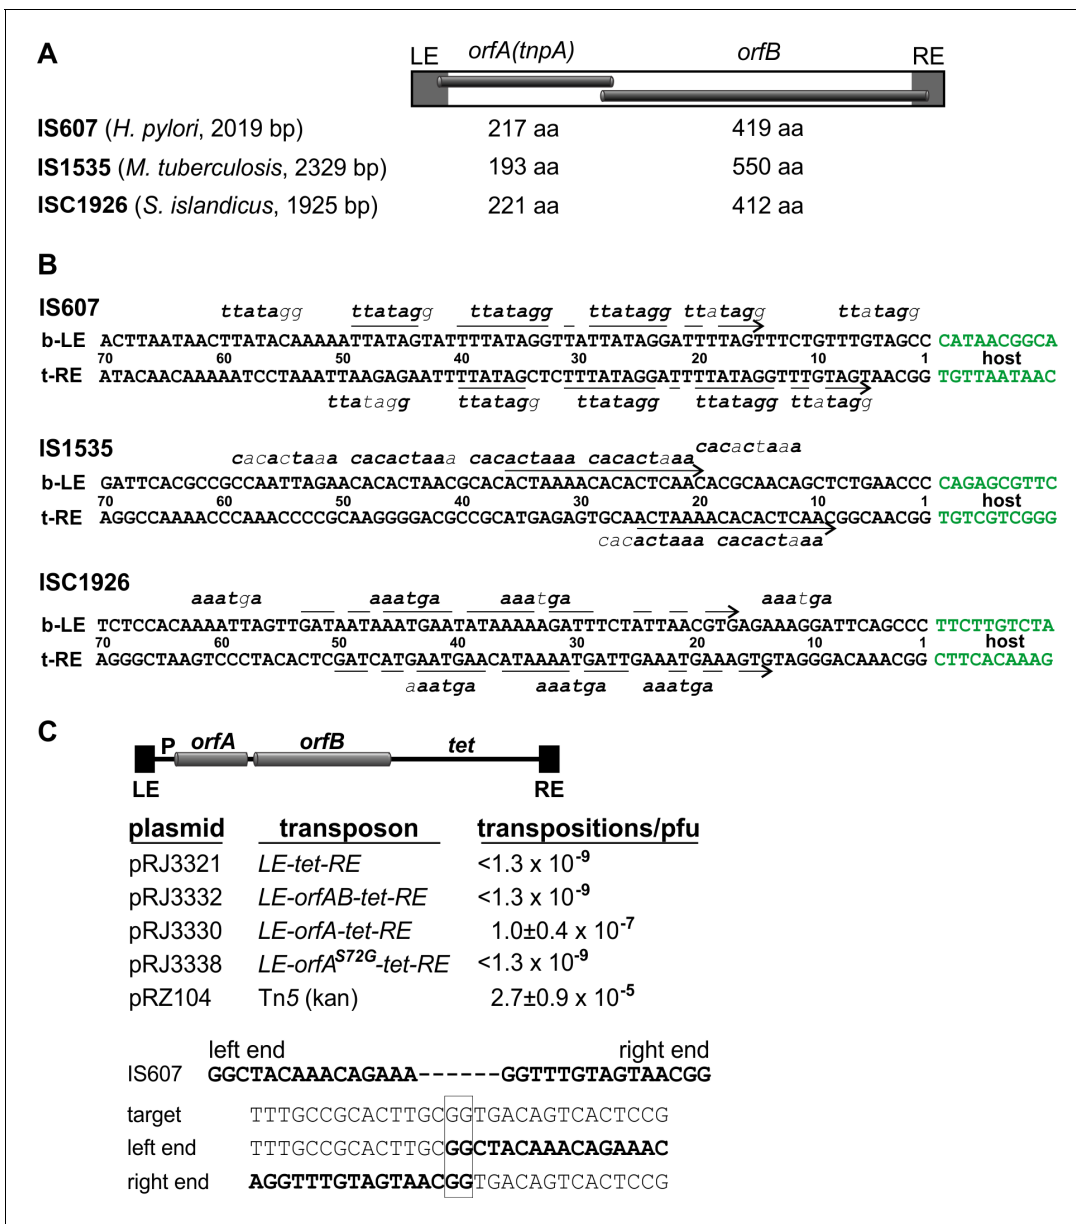 A
LE orfA(tnpA) orfB RE
IS607 (H. pylori, 2019 bp) 217 aa 419 aa
IS1535 (M. tuberculosis, 2329 bp) 193 aa 550 aa
ISC1926 (S. islandicus, 1925 bp) 221 aa 412 aa
B
IS607 ttatagg ttatagg ttatagg ttatagg ttatagg ttatagg
b-LE ACTTAATAACTTATACAAAAATTATAGTATTTTATAGGTTATTATAGGATTTTAGTTTCTGTTTGTAGCC CATAACGGCA
70 60 50 40 30 20 10 1 host
t-RE ATACAACAAAAATCCTAAATTAAGAGAATTTTATAGCTCTTTATAGGATTTATAGGTTTGTAGTAACGG TGTTAATAAC
ttatagg ttatagg ttatagg ttatagg ttatagg
IS1535 cacactaaa
cacactaaa cacactaaa cacactaaa cacactaaa
b-LE GATTCACGCCGCCAATTAGAACACACTAACGCACACTAAAACACACTCAACACGCAACAGCTCTGAACCC CAGAGCGTTC
70 60 50 40 30 20 10 1 host
t-RE AGGCCAAAACCCAAACCCCGCAAGGGGACGCCGCATGAGAGTGCAACTAAAACACACTCAACGGCAACGG TGTCGTCGGG
cacactaaa cacactaaa
ISC1926
aaatga aaatga aaatga aaatga
b-LE TCTCCACAAAATTAGTTGATAATAAATGAATATAAAAAGATTTCTATTAACGTGAGAAAGGATTCAGCCC TTCTTGTCTA
70 60 50 40 30 20 10 1 host
t-RE AGGGCTAAGTCCCTACACTCGATCATGAATGAACATAAAATGATTGAAATGAAAGTGTAGGGACAAACGG CTTCACAAAG
aaatga aaatga aaatga
C
P orfA orfB tet
LE RE
plasmid transposon transpositions/pfu
pRJ3321 LE-tet-RE <1.3 x 10-9
pRJ3332 LE-orfAB-tet-RE <1.3 x 10-9
pRJ3330 LE-orfA-tet-RE 1.0±0.4 x 10-7
pRJ3338 LE-orfAS72G-tet-RE <1.3 x 10-9
pRZ104 Tn5 (kan) 2.7±0.9 x 10-5
left end right end
IS607 GGCTACAAACAGAAA------GGTTTGTAGTAACGG
target TTTGCCGCACTTGCGGTGACAGTCACTCCG
left end TTTGCCGCACTTGCGGCTACAAACAGAAAC
right end AGGTTTGTAGTAACGGTGACAGTCACTCCG